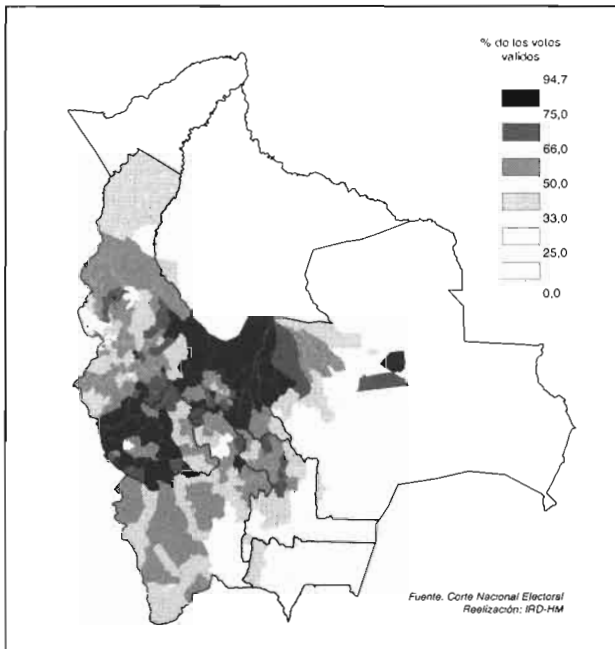 % de los votos
validos
94,7
75,0
66,0
50,0
33,0
25,0
0,0
Fuente. Corte Nacional Electoral
Realización: IRD-HM